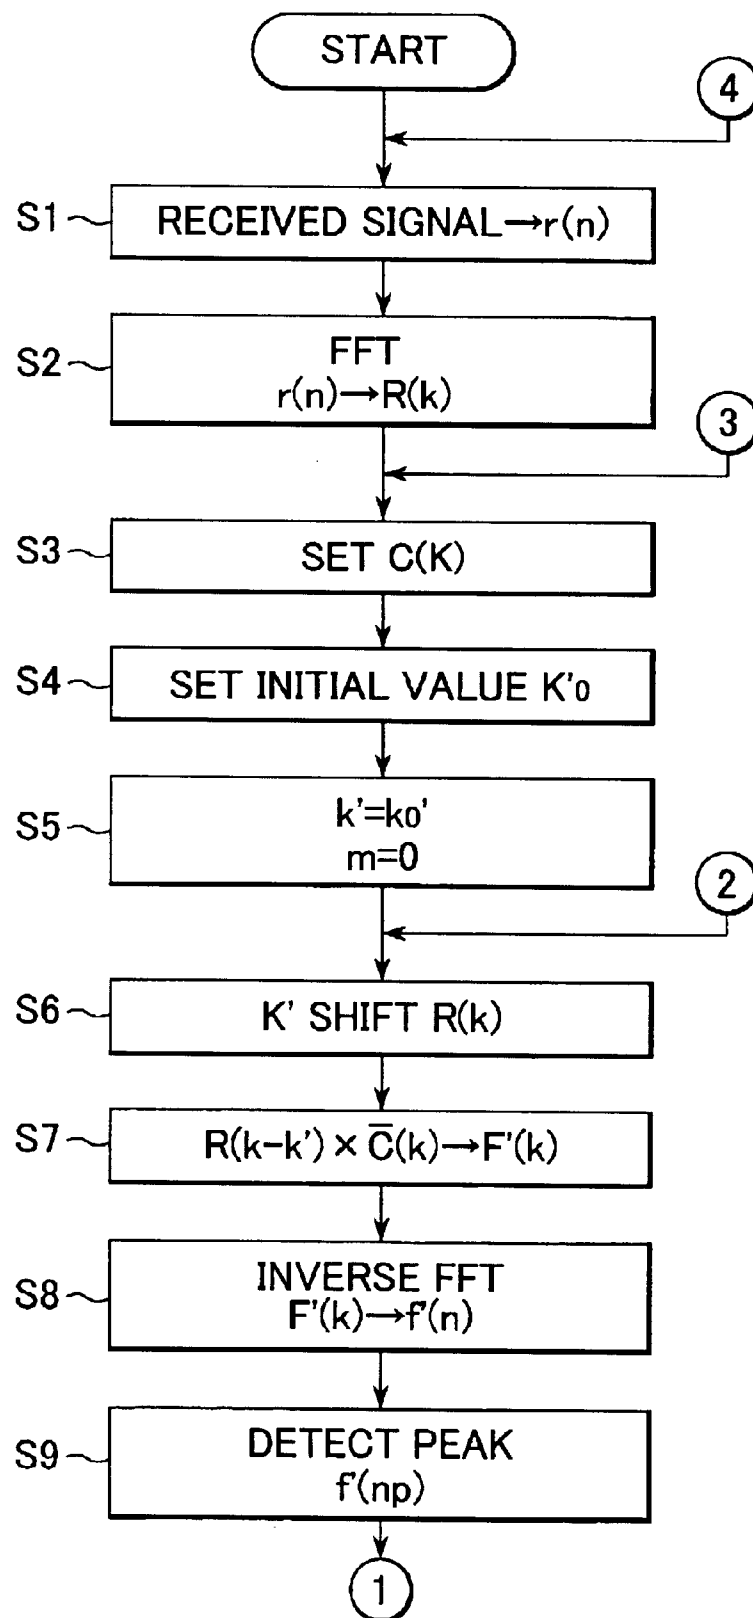 START
4
S1 RECEIVED SIGNAL→r(n)
S2 FFT
r(n)→R(k)
3
S3 SET C(K)
S4 SET INITIAL VALUE K'0
S5 k'=k0'
m=0
2
S6 K' SHIFT R(k)
S7 R(k-k')×C̅(k)→F'(k)
S8 INVERSE FFT
F'(k)→f'(n)
S9 DETECT PEAK
f'(np)
1